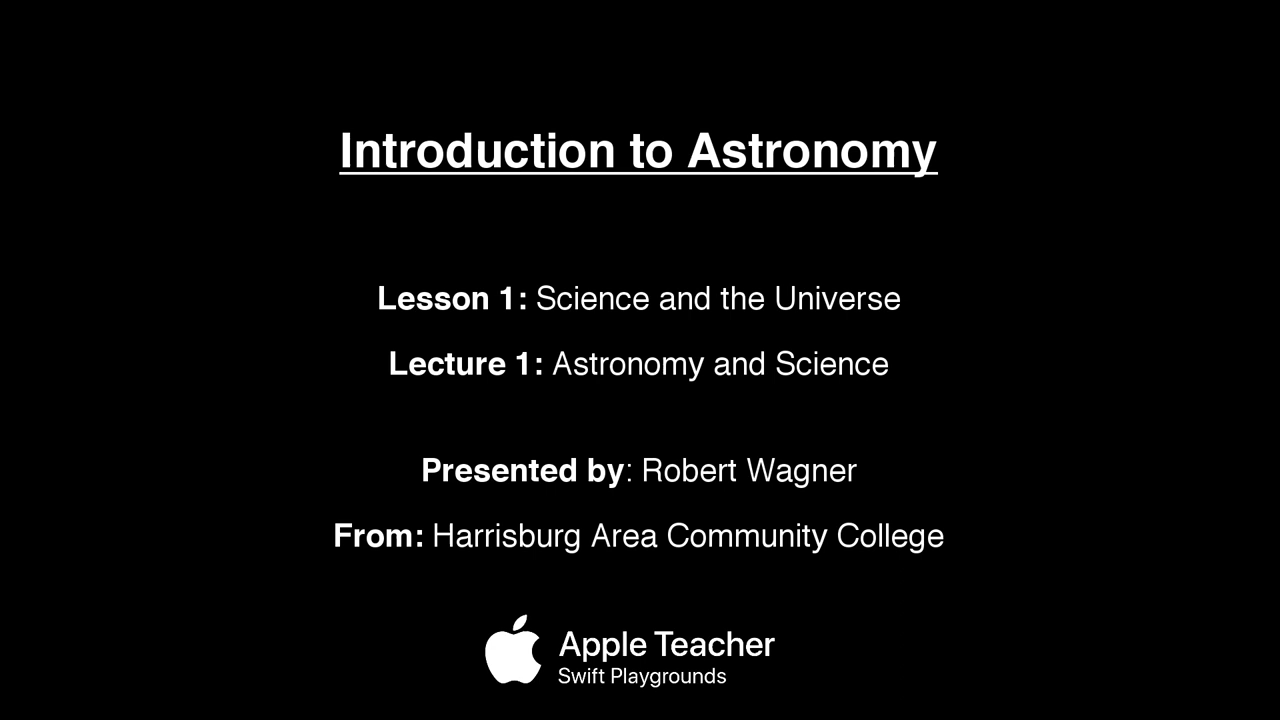 Introduction to Astronomy
Lesson 1: Science and the Universe
Lecture 1: Astronomy and Science
Presented by: Robert Wagner
From: Harrisburg Area Community College
Apple Teacher
Swift Playgrounds